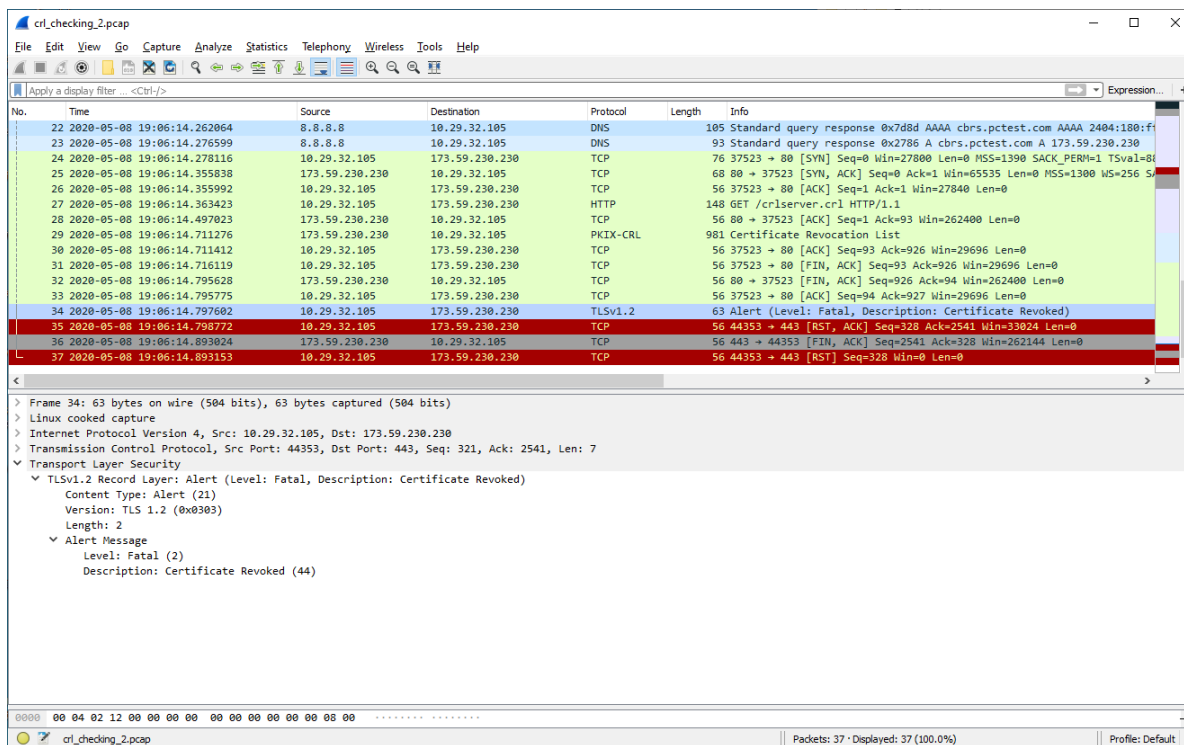 crl_checking_2.pcap
File Edit View Go Capture Analyze Statistics Telephony Wireless Tools Help
Apply a display filter ... <Ctrl-/>
Expression...
No. Time Source Destination Protocol Length Info
22 2020-05-08 19:06:14.262064 8.8.8.8 10.29.32.105 DNS 105 Standard query response 0x7d8d AAAA cbrs.pctest.com AAAA 2404:180:f
23 2020-05-08 19:06:14.276599 8.8.8.8 10.29.32.105 DNS 93 Standard query response 0x2786 A cbrs.pctest.com A 173.59.230.230
24 2020-05-08 19:06:14.278116 10.29.32.105 173.59.230.230 TCP 76 37523 → 80 [SYN] Seq=0 Win=27800 Len=0 MSS=1390 SACK_PERM=1 TSval=8
25 2020-05-08 19:06:14.355838 173.59.230.230 10.29.32.105 TCP 68 80 → 37523 [SYN, ACK] Seq=0 Ack=1 Win=65535 Len=0 MSS=1300 WS=256 S
26 2020-05-08 19:06:14.355992 10.29.32.105 173.59.230.230 TCP 56 37523 → 80 [ACK] Seq=1 Ack=1 Win=27840 Len=0
27 2020-05-08 19:06:14.363423 10.29.32.105 173.59.230.230 HTTP 148 GET /crlserver.crl HTTP/1.1
28 2020-05-08 19:06:14.497023 173.59.230.230 10.29.32.105 TCP 56 80 → 37523 [ACK] Seq=1 Ack=93 Win=262400 Len=0
29 2020-05-08 19:06:14.711276 173.59.230.230 10.29.32.105 PKIX-CRL 981 Certificate Revocation List
30 2020-05-08 19:06:14.711412 10.29.32.105 173.59.230.230 TCP 56 37523 → 80 [ACK] Seq=93 Ack=926 Win=29696 Len=0
31 2020-05-08 19:06:14.716119 10.29.32.105 173.59.230.230 TCP 56 37523 → 80 [FIN, ACK] Seq=93 Ack=926 Win=29696 Len=0
32 2020-05-08 19:06:14.795628 173.59.230.230 10.29.32.105 TCP 56 80 → 37523 [FIN, ACK] Seq=926 Ack=94 Win=262400 Len=0
33 2020-05-08 19:06:14.795775 10.29.32.105 173.59.230.230 TCP 56 37523 → 80 [ACK] Seq=94 Ack=927 Win=29696 Len=0
34 2020-05-08 19:06:14.797602 10.29.32.105 173.59.230.230 TLSv1.2 63 Alert (Level: Fatal, Description: Certificate Revoked)
35 2020-05-08 19:06:14.798772 10.29.32.105 173.59.230.230 TCP 56 44353 → 443 [RST, ACK] Seq=328 Ack=2541 Win=33024 Len=0
36 2020-05-08 19:06:14.893024 173.59.230.230 10.29.32.105 TCP 56 443 → 44353 [FIN, ACK] Seq=2541 Ack=328 Win=262144 Len=0
37 2020-05-08 19:06:14.893153 10.29.32.105 173.59.230.230 TCP 56 44353 → 443 [RST] Seq=328 Win=0 Len=0
Frame 34: 63 bytes on wire (504 bits), 63 bytes captured (504 bits)
Linux cooked capture
Internet Protocol Version 4, Src: 10.29.32.105, Dst: 173.59.230.230
Transmission Control Protocol, Src Port: 44353, Dst Port: 443, Seq: 321, Ack: 2541, Len: 7
Transport Layer Security
TLSv1.2 Record Layer: Alert (Level: Fatal, Description: Certificate Revoked)
Content Type: Alert (21)
Version: TLS 1.2 (0x0303)
Length: 2
Alert Message
Level: Fatal (2)
Description: Certificate Revoked (44)
0000 00 04 02 12 00 00 00 00 00 00 00 00 00 00 08 00 ········ ········
crl_checking_2.pcap Packets: 37 · Displayed: 37 (100.0%) Profile: Default